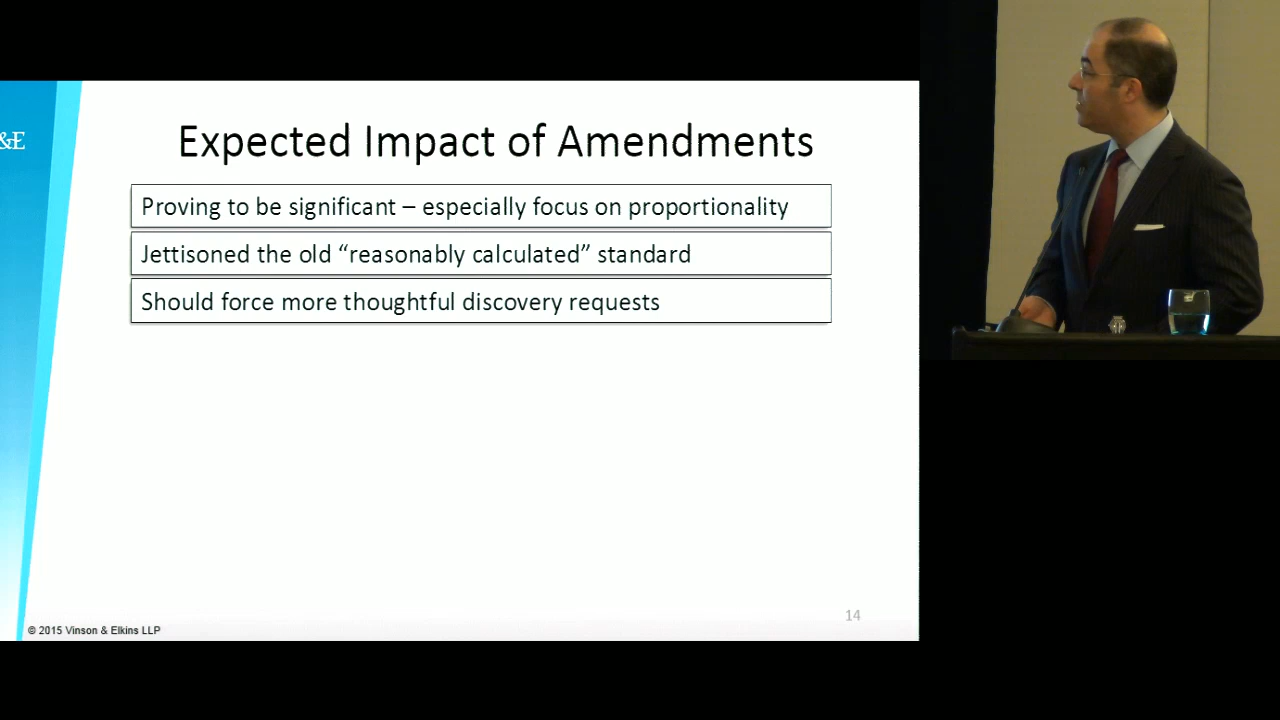 &E
Expected Impact of Amendments
Proving to be significant – especially focus on proportionality
Jettisoned the old “reasonably calculated” standard
Should force more thoughtful discovery requests
14
© 2015 Vinson & Elkins LLP